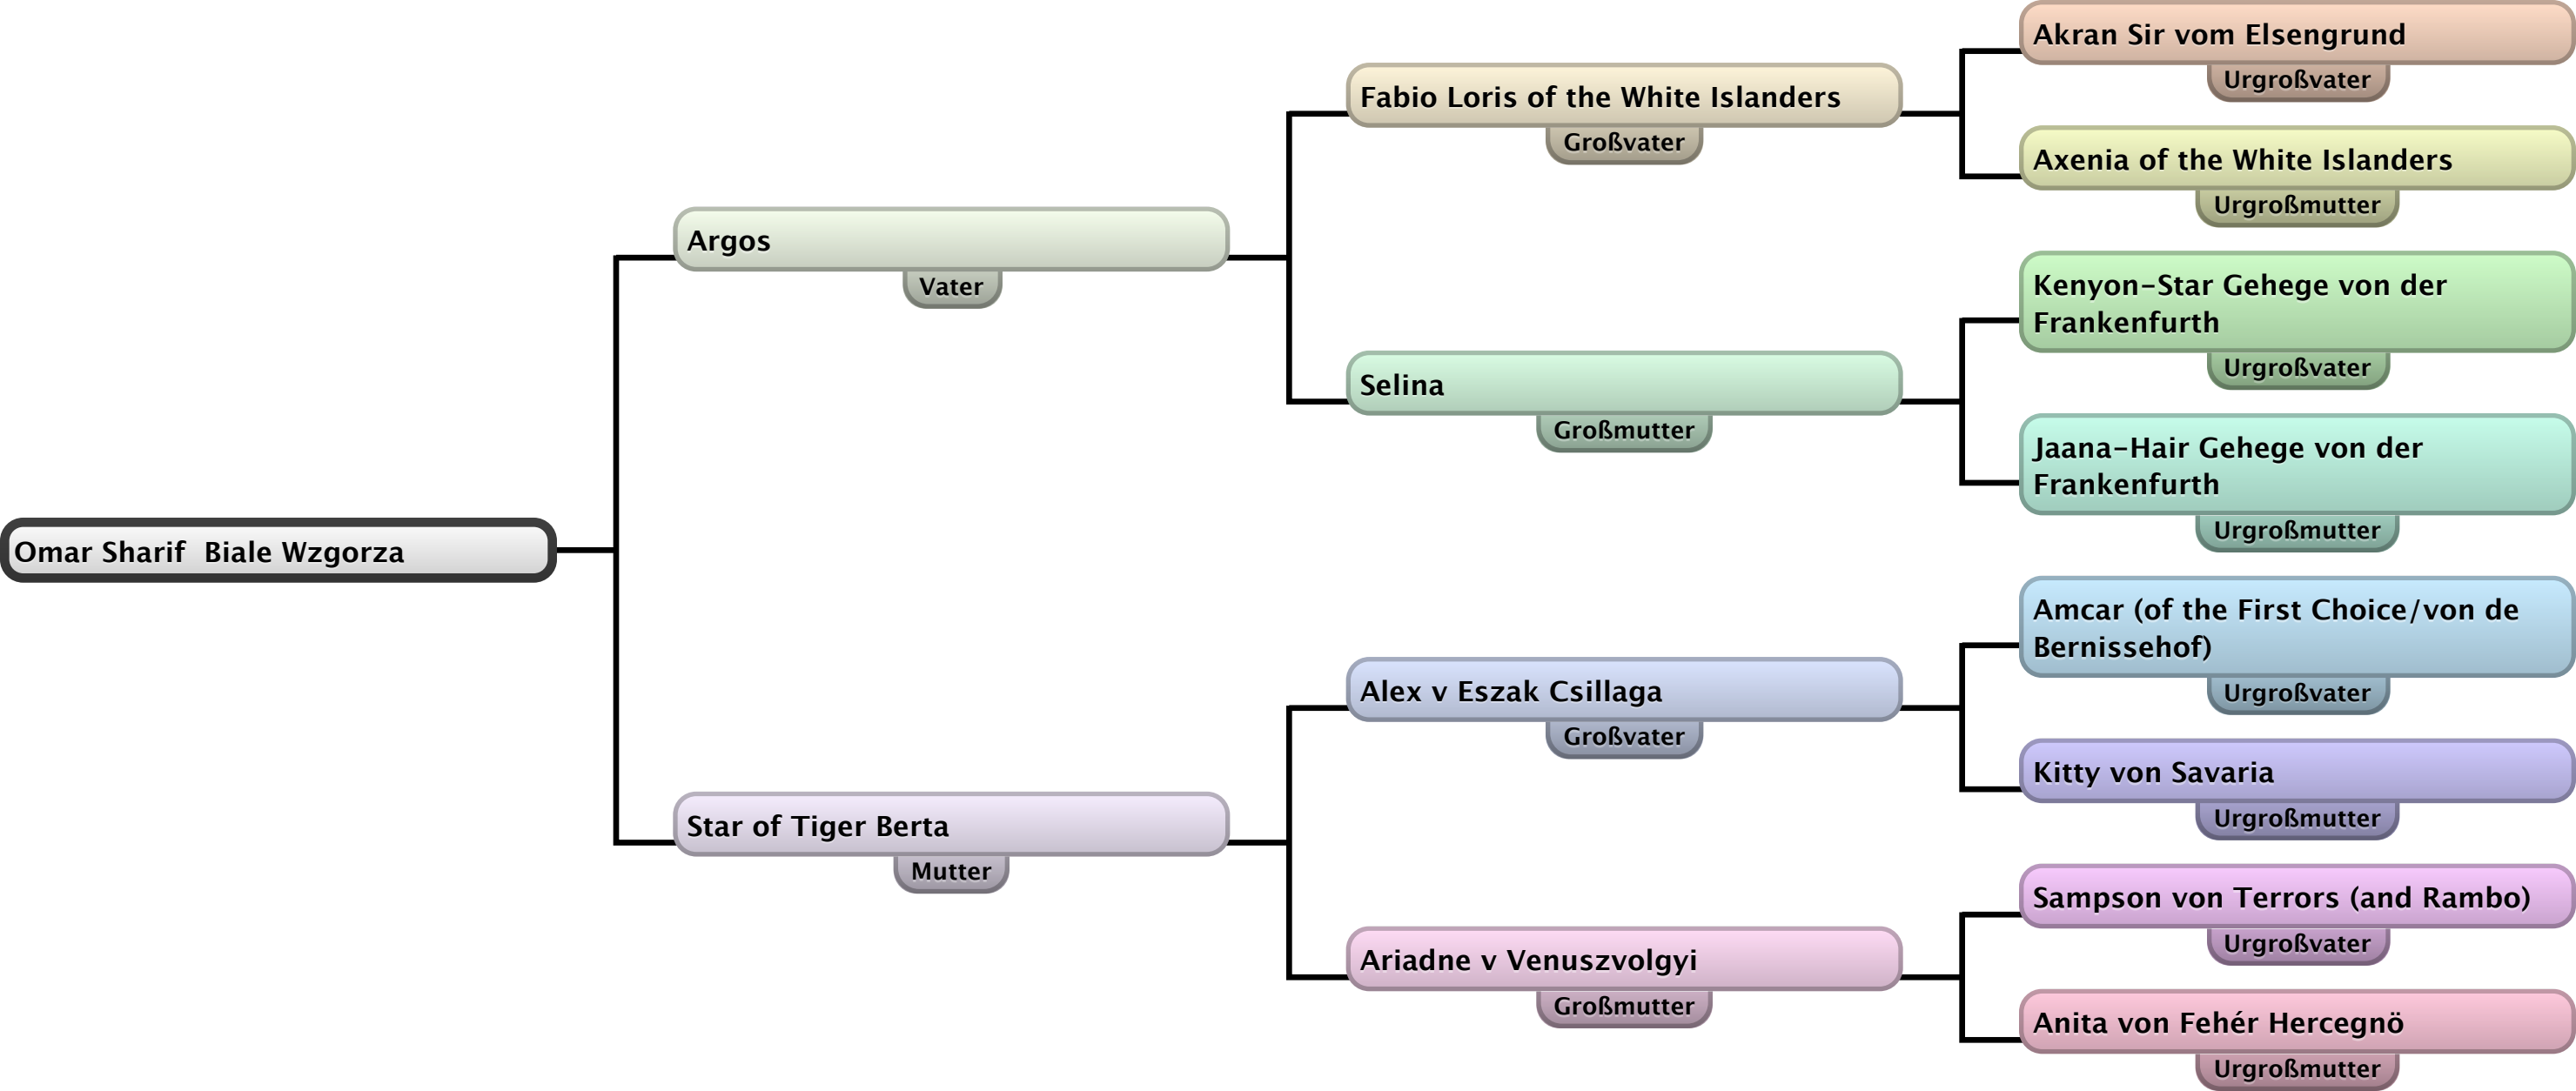 Akran Sir vom Elsengrund
Urgroßvater
Fabio Loris of the White Islanders
Großvater
Axenia of the White Islanders
Urgroßmutter
Argos
Vater
Kenyon-Star Gehege von der
Frankenfurth
Urgroßvater
Selina
Großmutter
Jaana-Hair Gehege von der
Frankenfurth
Urgroßmutter
Omar Sharif  Biale Wzgorza
Amcar (of the First Choice/von de
Bernissehof)
Urgroßvater
Alex v Eszak Csillaga
Großvater
Kitty von Savaria
Urgroßmutter
Star of Tiger Berta
Mutter
Sampson von Terrors (and Rambo)
Urgroßvater
Ariadne v Venuszvolgyi
Großmutter
Anita von Fehér Hercegnö
Urgroßmutter